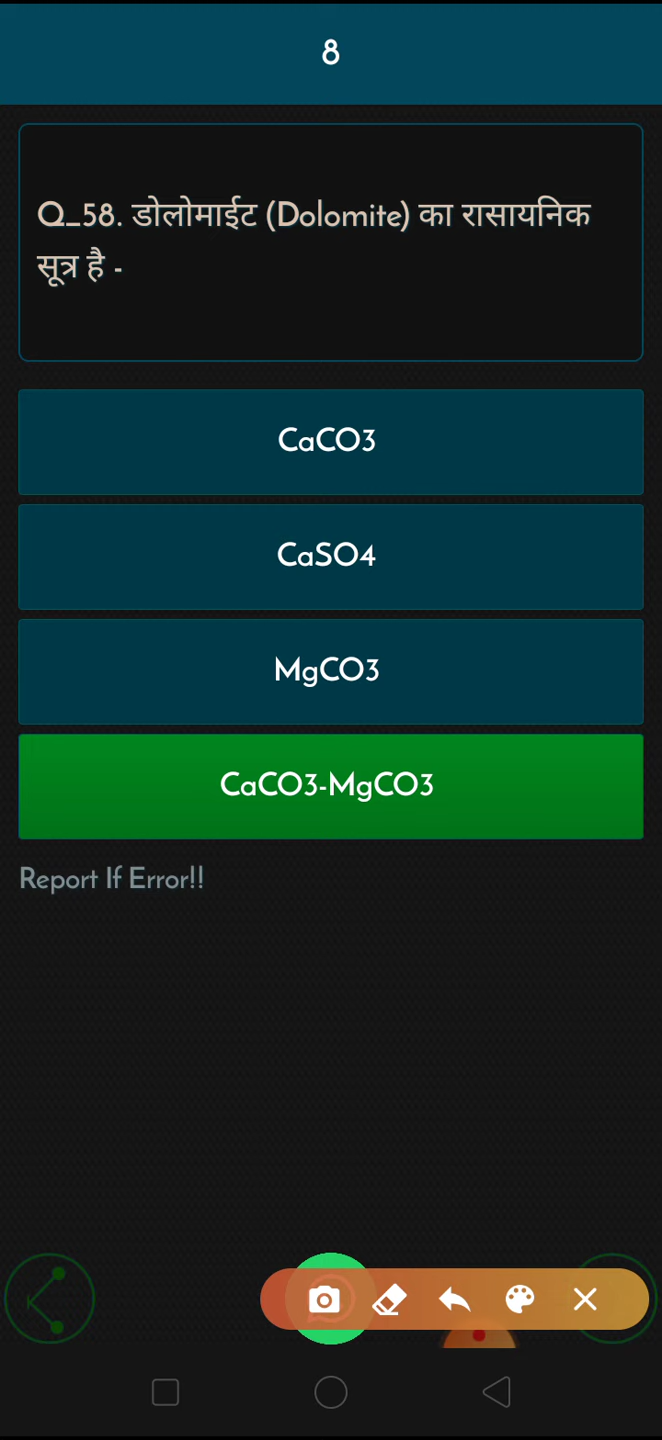 8
Q_58. डोलोमाईट (Dolomite) का रासायनिक
सूत्र है -
CaCO3
CaSO4
MgCO3
CaCO3-MgCO3
Report If Error!!